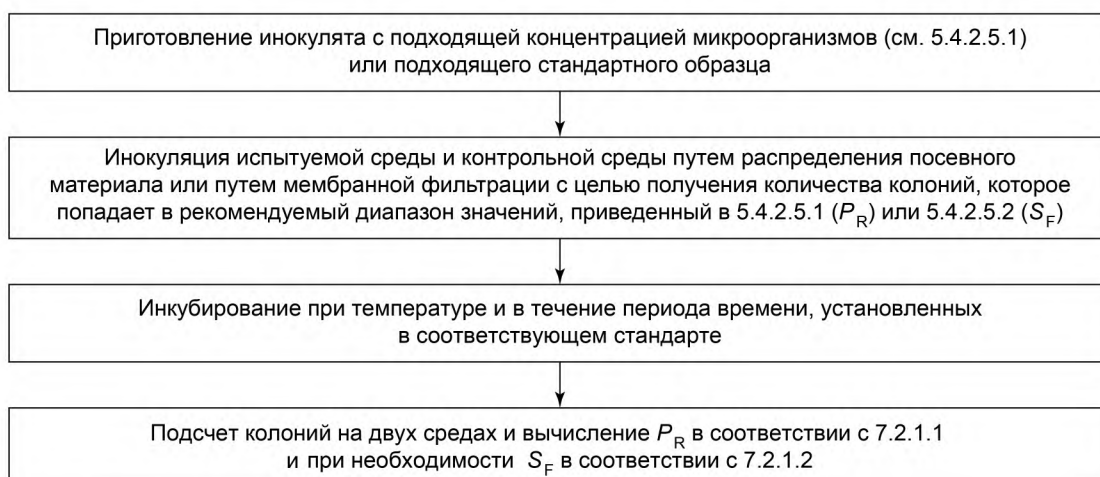 Приготовление инокулята с подходящей концентрацией микроорганизмов (см. 5.4.2.5.1)
или подходящего стандартного образца
Инокуляция испытуемой среды и контрольной среды путем распределения посевного
материала или путем мембранной фильтрации с целью получения количества колоний, которое
попадает в рекомендуемый диапазон значений, приведенный в 5.4.2.5.1 (P_R) или 5.4.2.5.2 (S_F)
Инкубирование при температуре и в течение периода времени, установленных
в соответствующем стандарте
Подсчет колоний на двух средах и вычисление P_R в соответствии с 7.2.1.1
и при необходимости S_F в соответствии с 7.2.1.2